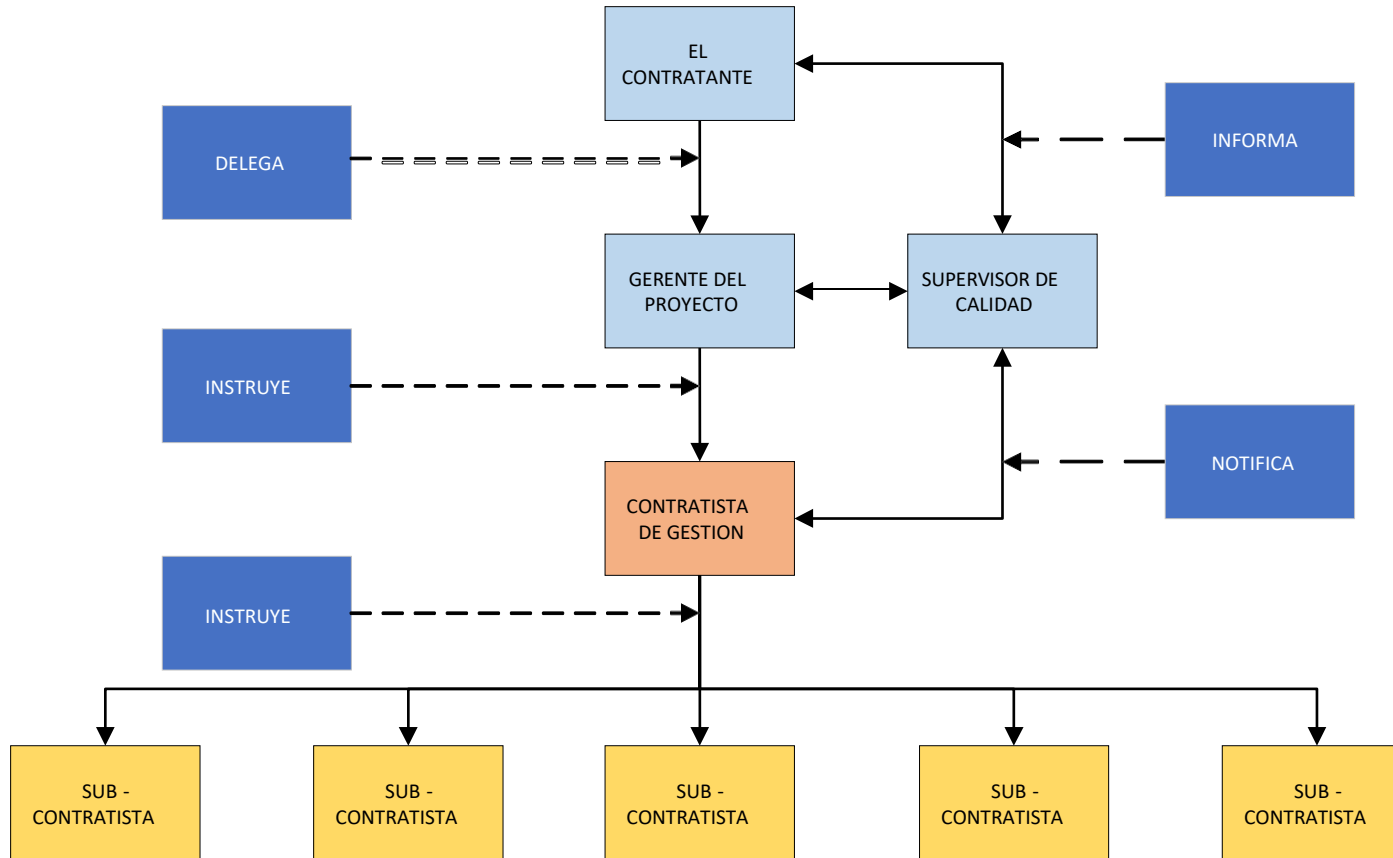 EL
CONTRATANTE
DELEGA
INFORMA
GERENTE DEL
PROYECTO
SUPERVISOR DE
CALIDAD
INSTRUYE
CONTRATISTA
DE GESTION
NOTIFICA
INSTRUYE
SUB -
CONTRATISTA
SUB -
CONTRATISTA
SUB -
CONTRATISTA
SUB -
CONTRATISTA
SUB -
CONTRATISTA